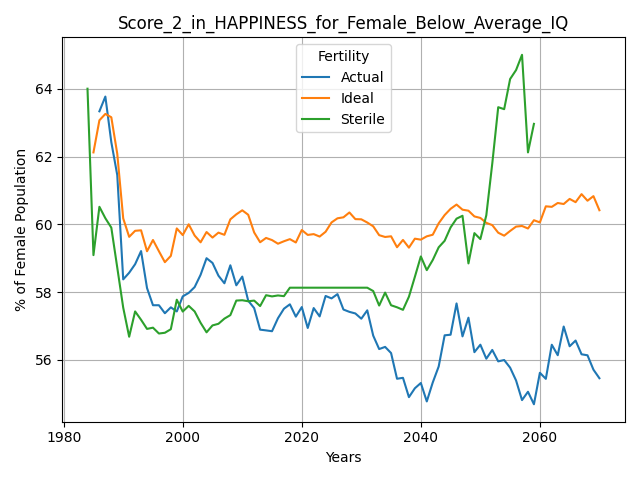 Score_2_in_HAPPINESS_for_Female_Below_Average_IQ
Fertility
Actual
Ideal
Sterile
% of Female Population
64
62
60
58
56
1980
2000
2020
2040
2060
Years